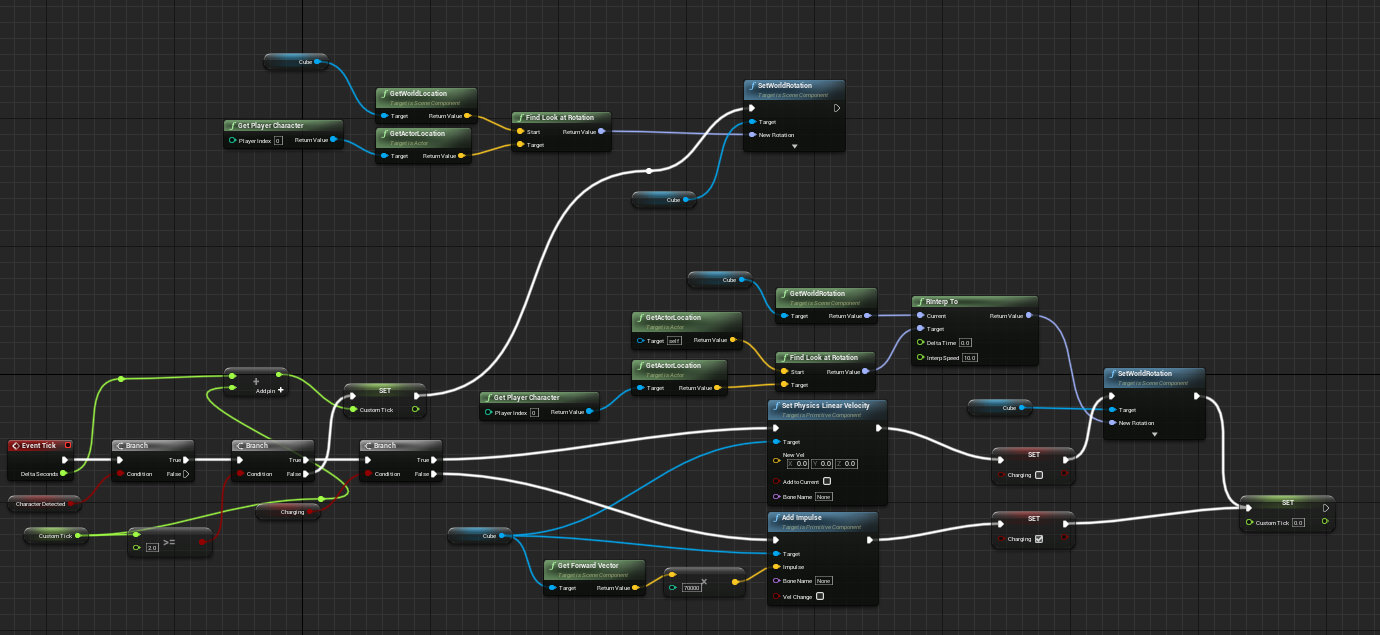 Cube
GetWorldLocation
Target is Scene Component
Target
Return Value
Get Player Character
Player Index
0
Return Value
GetActorLocation
Target is Actor
Target
Return Value
Find Look at Rotation
Start
Return Value
Target
SetWorldRotation
Target is Scene Component
Target
New Rotation
Cube
Cube
GetWorldRotation
Target is Scene Component
Target
Return Value
GetActorLocation
Target is Actor
Target
self
Return Value
GetActorLocation
Target is Scene Component
Target
Return Value
Get Player Character
Player Index
0
Return Value
Find Look at Rotation
Start
Return Value
Target
RInterp To
Current
Return Value
Target
Delta Time
0.0
Interp Speed
10.0
SetWorldRotation
Target is Scene Component
Target
New Rotation
Cube
+
Add pin +
SET
Custom Tick
Event Tick
Delta Seconds
Branch
True
Condition
False
Branch
True
Condition
False
Branch
True
Condition
False
Character Detected
Charging
Custom Tick
2.0
>=
Set Physics Linear Velocity
Target is Primitive Component
Target
New Vel
X 0.0 Y 0.0 Z 0.0
Add to Current
Bone Name
None
SET
Charging
Cube
Add Impulse
Target is Primitive Component
Target
Impulse
Bone Name
None
Vel Change
Get Forward Vector
Target is Scene Component
Target
Return Value
70000
×
SET
Charging
SET
Custom Tick
0.0